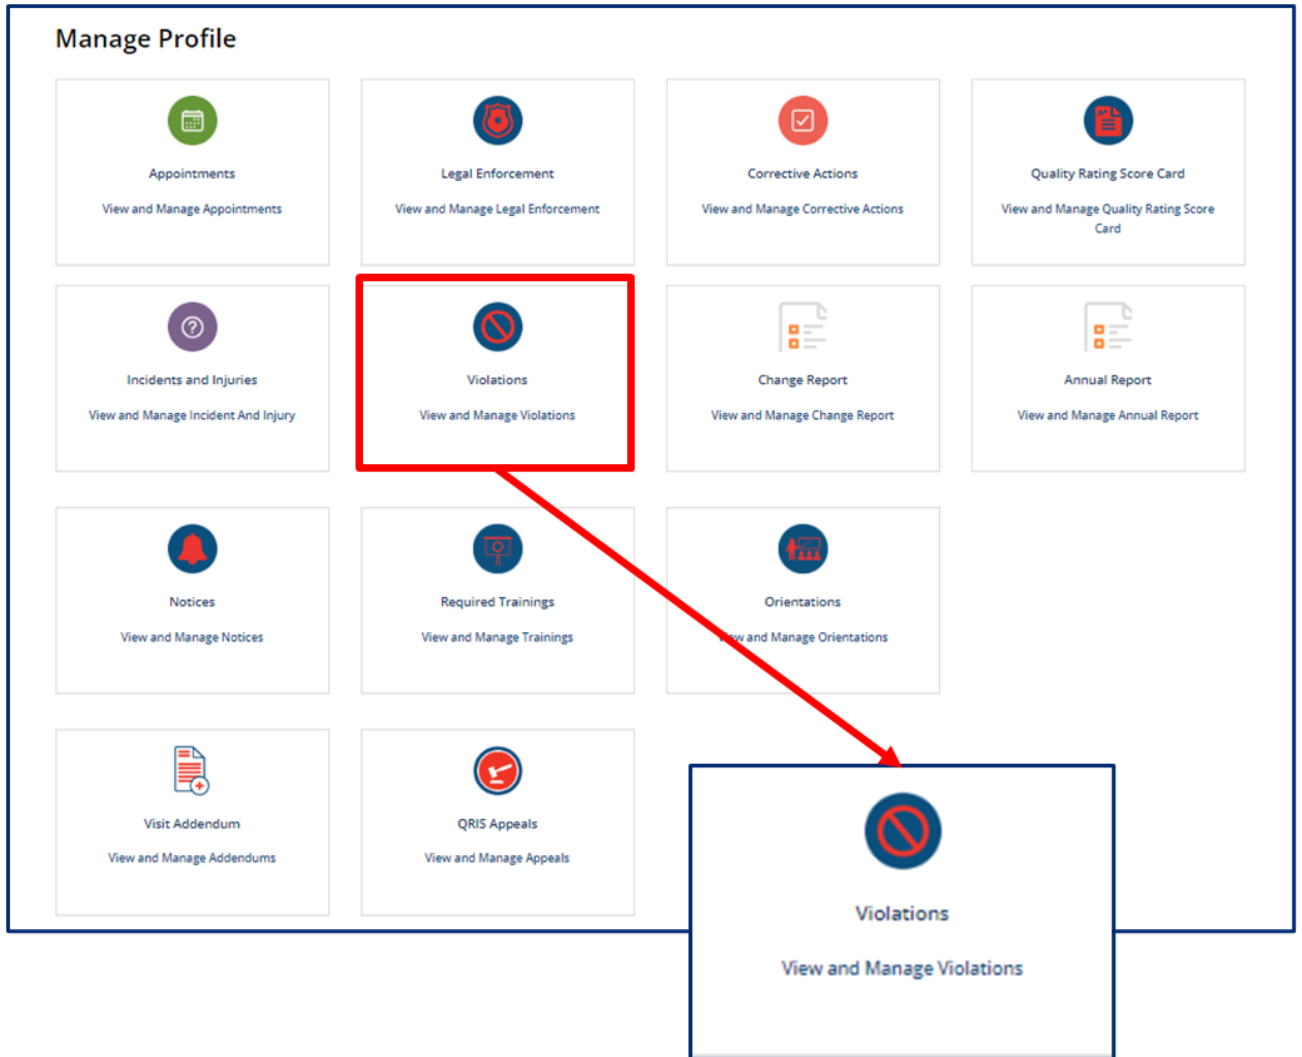 Manage Profile
Appointments
View and Manage Appointments
Legal Enforcement
View and Manage Legal Enforcement
Corrective Actions
View and Manage Corrective Actions
Quality Rating Score Card
View and Manage Quality Rating Score
Card
Incidents and Injuries
View and Manage Incident And Injury
Violations
View and Manage Violations
Change Report
View and Manage Change Report
Annual Report
View and Manage Annual Report
Notices
View and Manage Notices
Required Trainings
View and Manage Trainings
Orientations
View and Manage Orientations
Visit Addendum
View and Manage Addendums
QRIS Appeals
View and Manage Appeals
Violations
View and Manage Violations